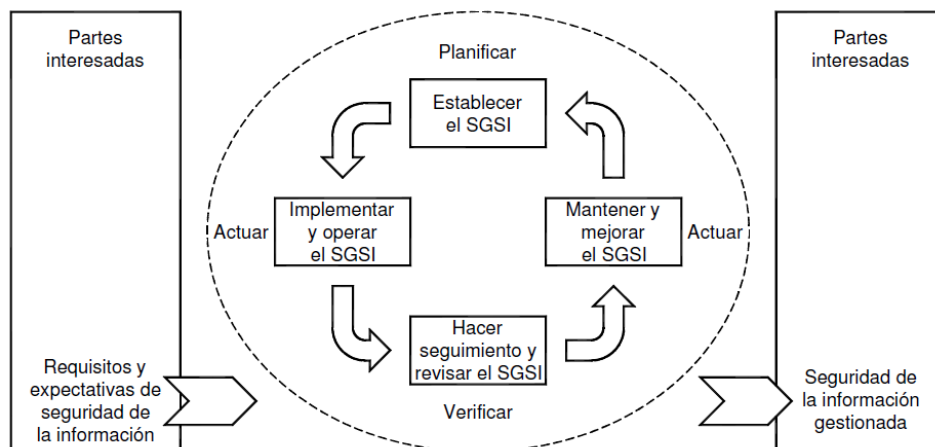 Partes
interesadas
Planificar
Partes
interesadas
Establecer
el SGSI
Actuar
Implementar
y operar
el SGSI
Mantener y
mejorar
el SGSI
Actuar
Hacer
seguimiento y
revisar el SGSI
Verificar
Requisitos y
expectativas de
seguridad de
la información
Seguridad de
la información
gestionada